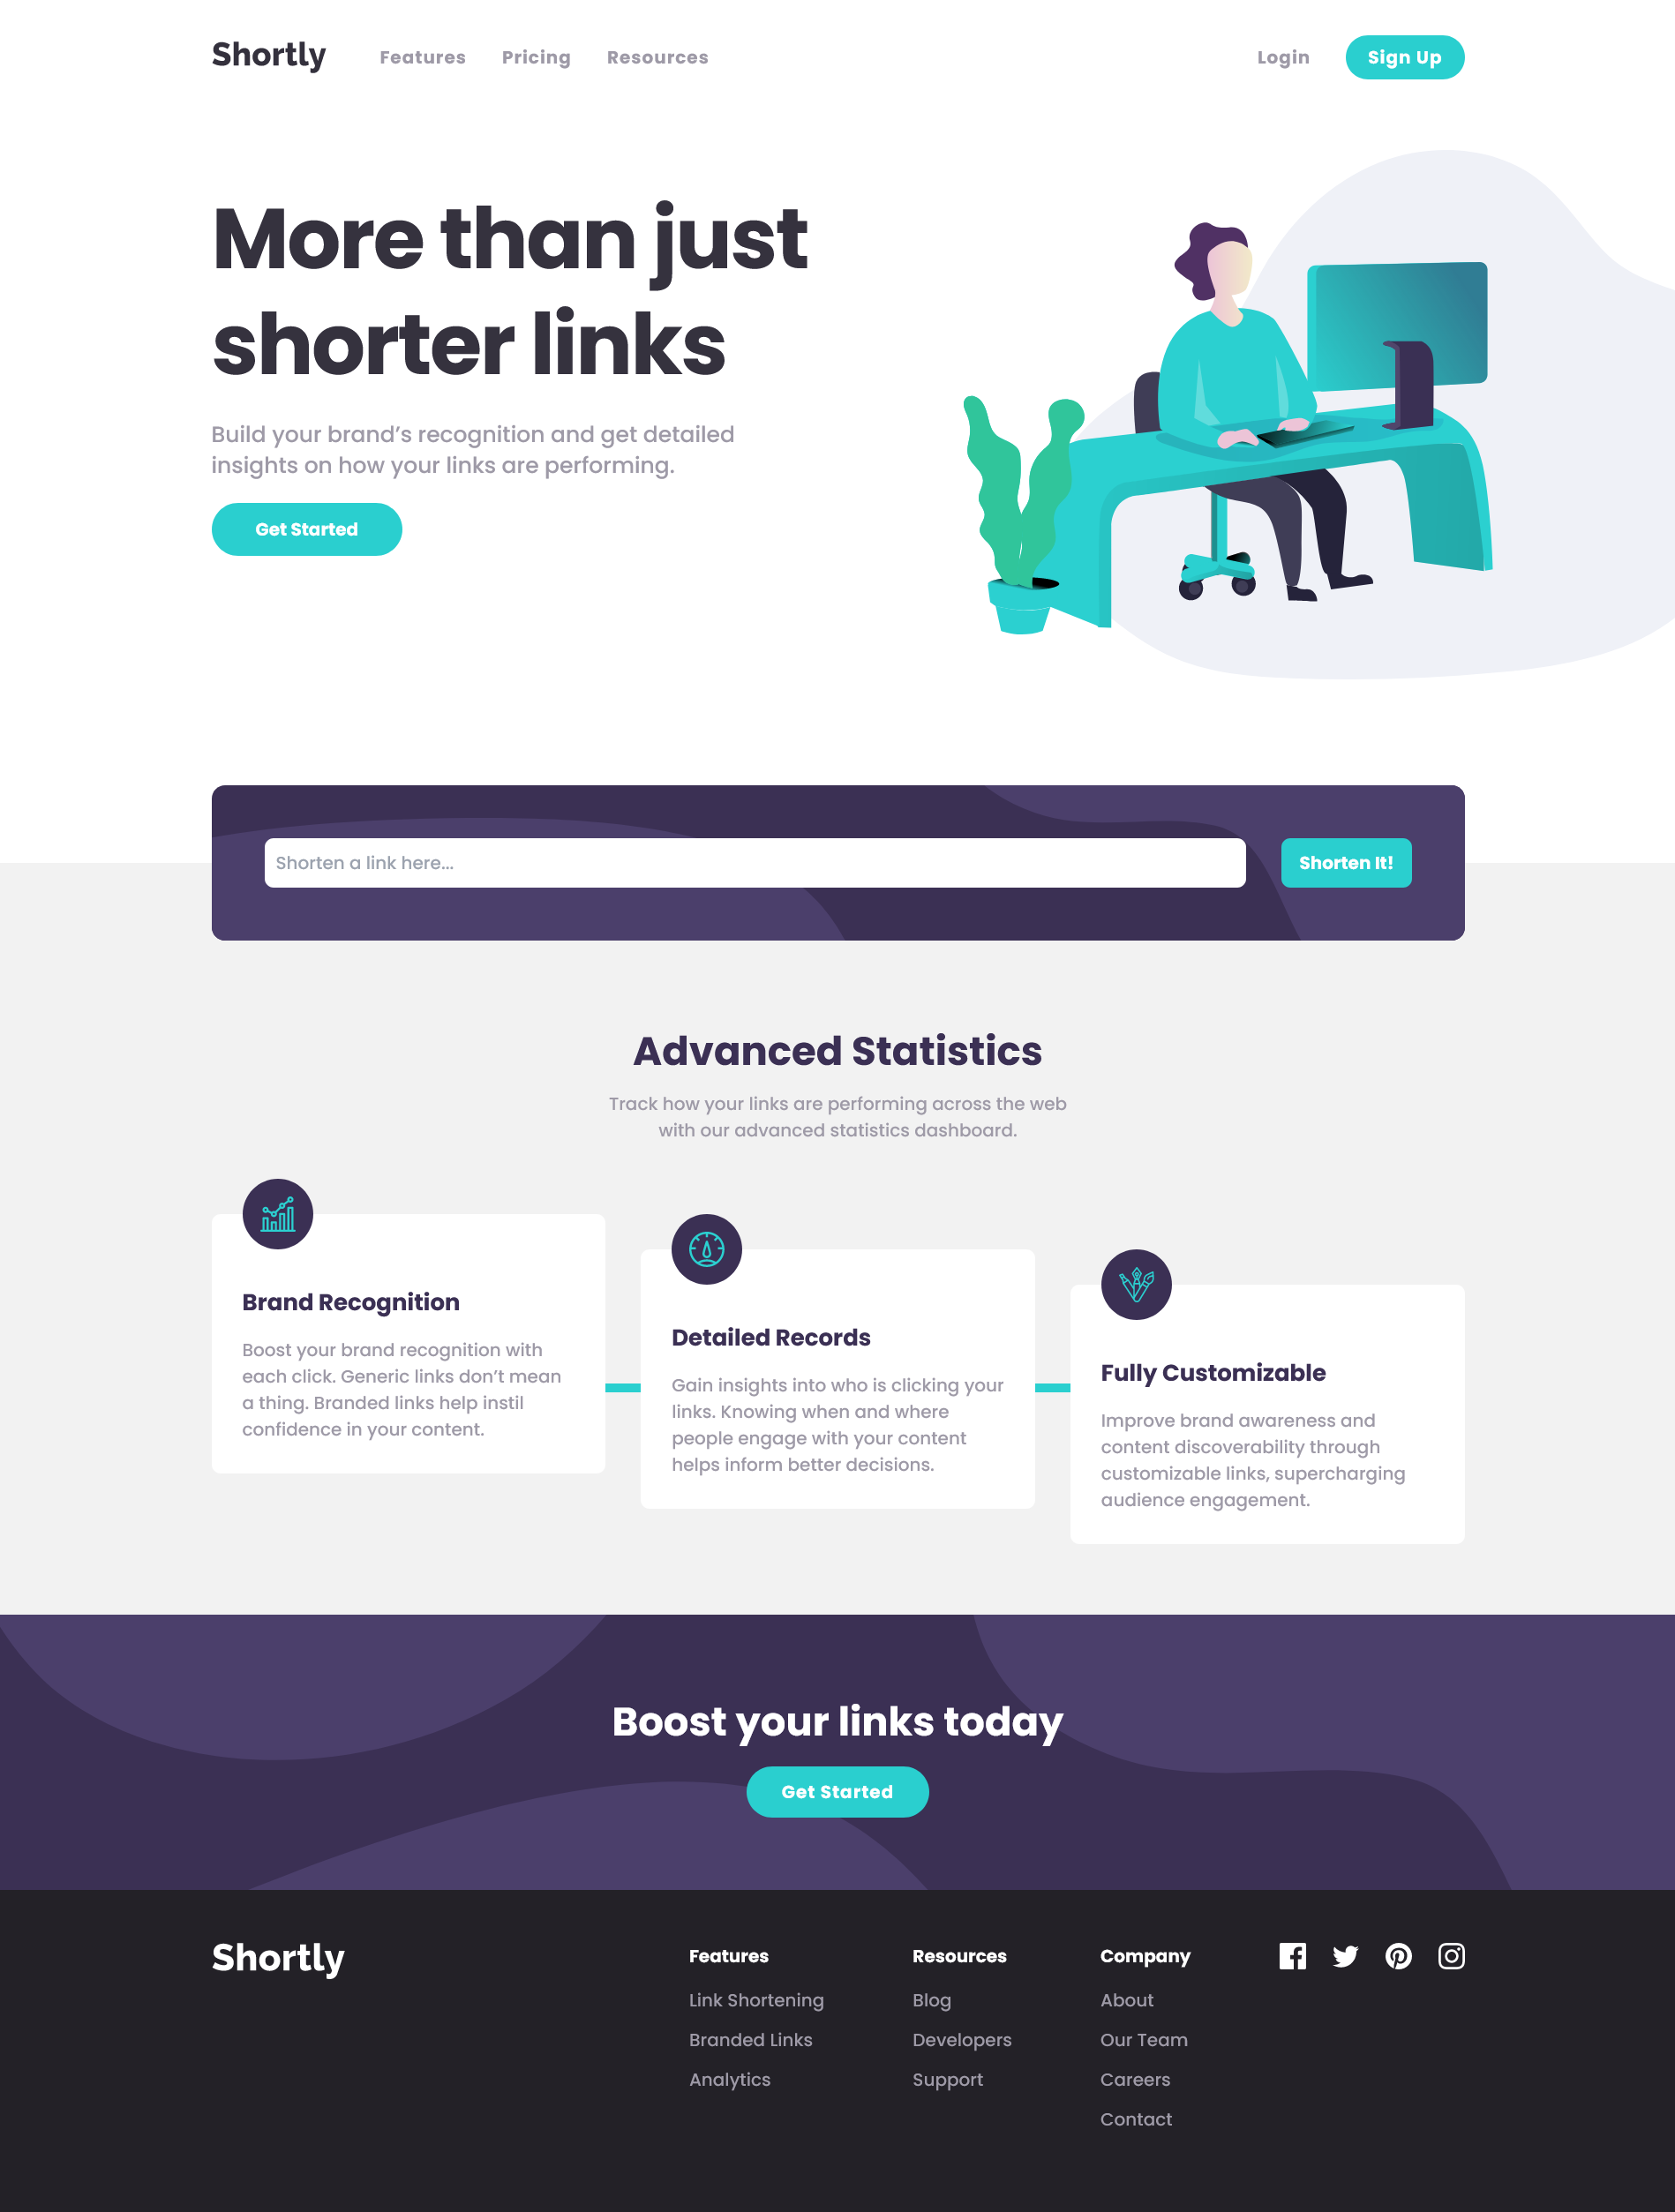 Shortly
Features
Pricing
Resources
Login
Sign Up
More than just
shorter links
Build your brand’s recognition and get detailed
insights on how your links are performing.
Get Started
Shorten a link here...
Shorten It!
Advanced Statistics
Track how your links are performing across the web
with our advanced statistics dashboard.
Brand Recognition
Boost your brand recognition with
each click. Generic links don’t mean
a thing. Branded links help instil
confidence in your content.
Detailed Records
Gain insights into who is clicking your
links. Knowing when and where
people engage with your content
helps inform better decisions.
Fully Customizable
Improve brand awareness and
content discoverability through
customizable links, supercharging
audience engagement.
Boost your links today
Get Started
Shortly
Features
Link Shortening
Branded Links
Analytics
Resources
Blog
Developers
Support
Company
About
Our Team
Careers
Contact